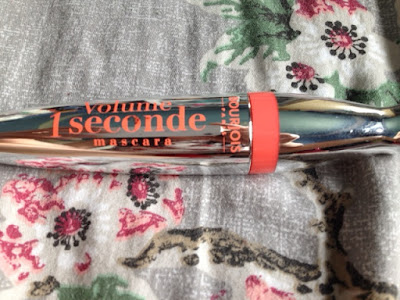 Volume
1 seconde
mascara
BOURJOIS